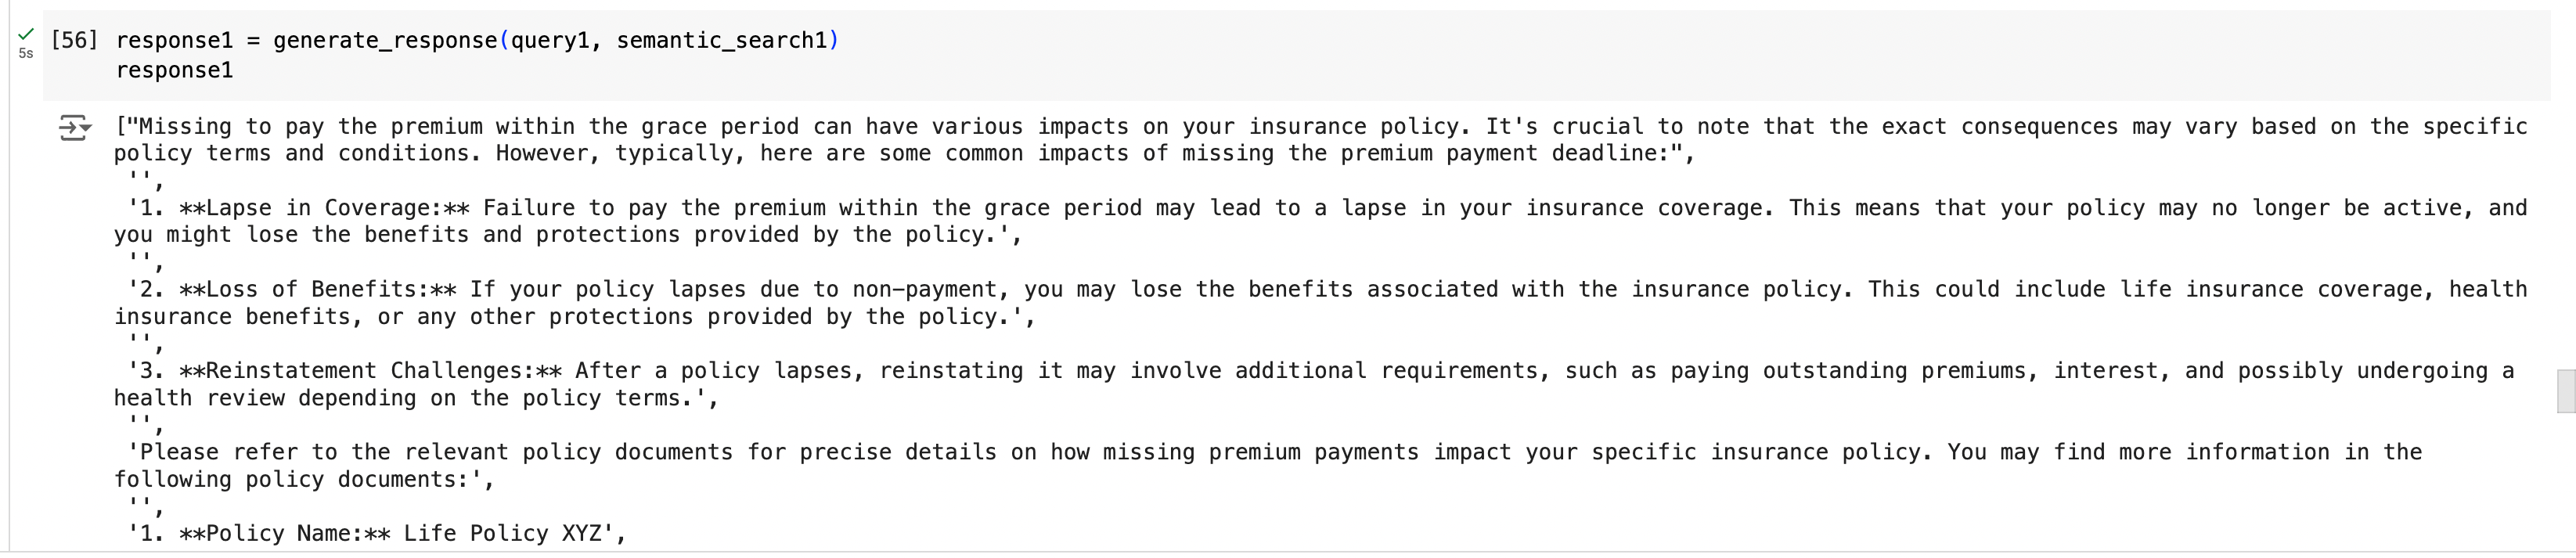 [56] response1 = generate_response(query1, semantic_search1)
5s
response1
["Missing to pay the premium within the grace period can have various impacts on your insurance policy. It's crucial to note that the exact consequences may vary based on the specific
policy terms and conditions. However, typically, here are some common impacts of missing the premium payment deadline:",
'',
'1. **Lapse in Coverage:** Failure to pay the premium within the grace period may lead to a lapse in your insurance coverage. This means that your policy may no longer be active, and
you might lose the benefits and protections provided by the policy.',
'',
'2. **Loss of Benefits:** If your policy lapses due to non-payment, you may lose the benefits associated with the insurance policy. This could include life insurance coverage, health
insurance benefits, or any other protections provided by the policy.',
'',
'3. **Reinstatement Challenges:** After a policy lapses, reinstating it may involve additional requirements, such as paying outstanding premiums, interest, and possibly undergoing a
health review depending on the policy terms.',
'',
'Please refer to the relevant policy documents for precise details on how missing premium payments impact your specific insurance policy. You may find more information in the
following policy documents:',
'',
'1. **Policy Name:** Life Policy XYZ',